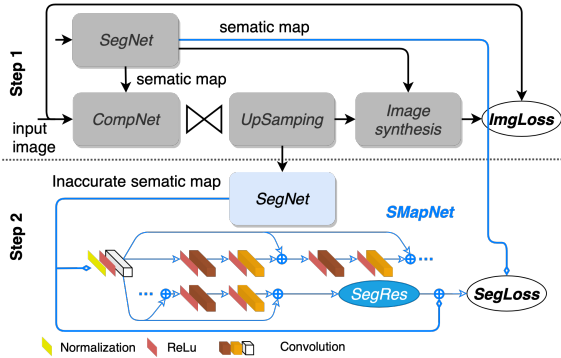 Step 1
SegNet
sematic map
sematic map
CompNet
UpSamping
Image
synthesis
ImgLoss
input
image
Step 2
Inaccurate sematic map
SegNet
SMapNet
...
...
SegRes
SegLoss
Normalization
ReLu
Convolution